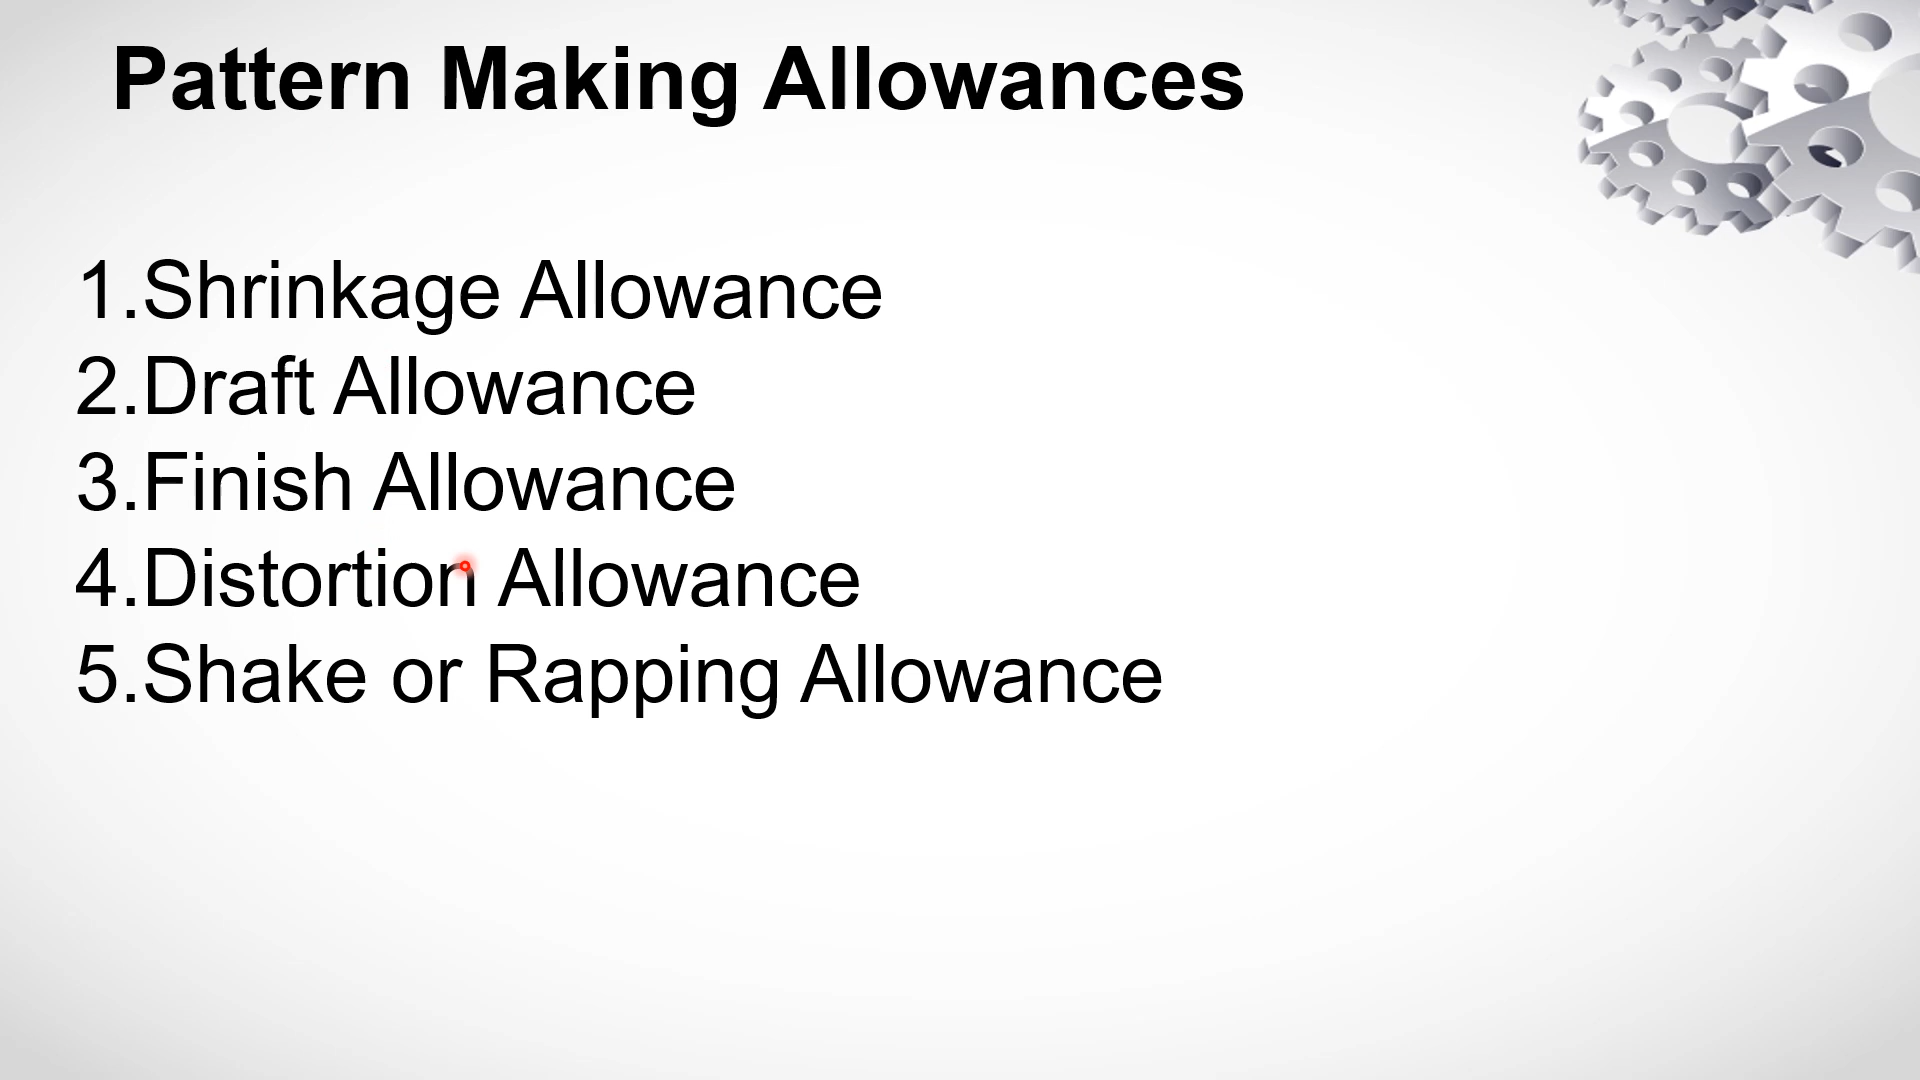 Pattern Making Allowances
1.Shrinkage Allowance
2.Draft Allowance
3.Finish Allowance
4.Distortion Allowance
5.Shake or Rapping Allowance